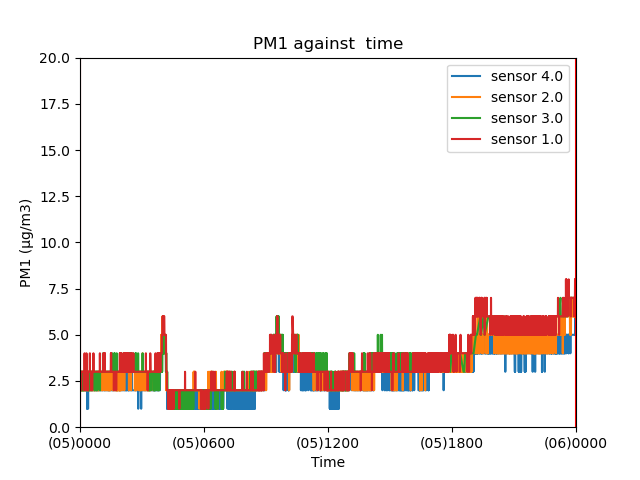 PM1 against  time
20.0
17.5
15.0
12.5
10.0
7.5
5.0
2.5
0.0
PM1 (µg/m3)
sensor 4.0
sensor 2.0
sensor 3.0
sensor 1.0
(05)0000
(05)0600
(05)1200
(05)1800
(06)0000
Time